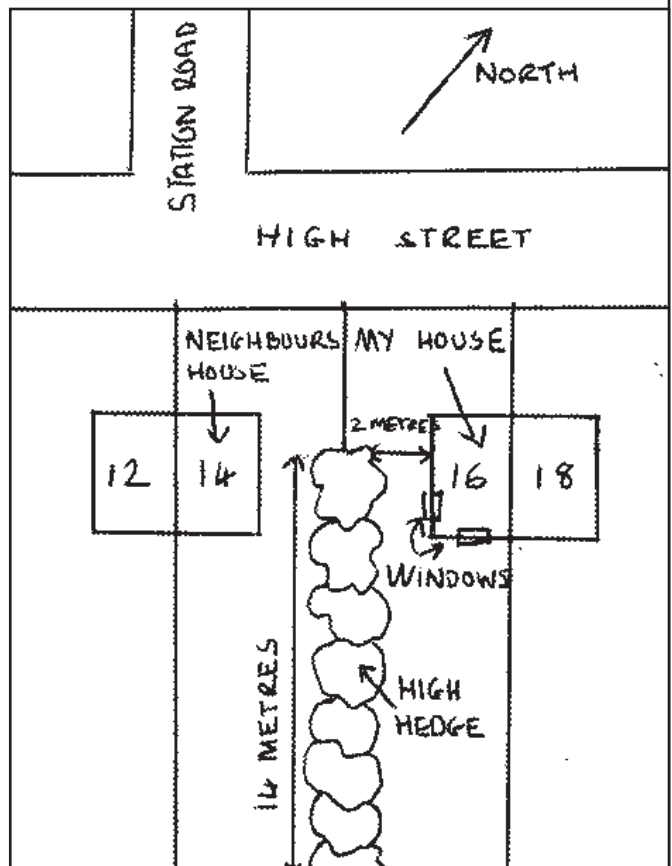 STATION ROAD
NORTH
HIGH STREET
NEIGHBOURS
HOUSE
MY HOUSE
2 METRES
12
14
16
18
WINDOWS
14 METRES
HIGH
HEDGE